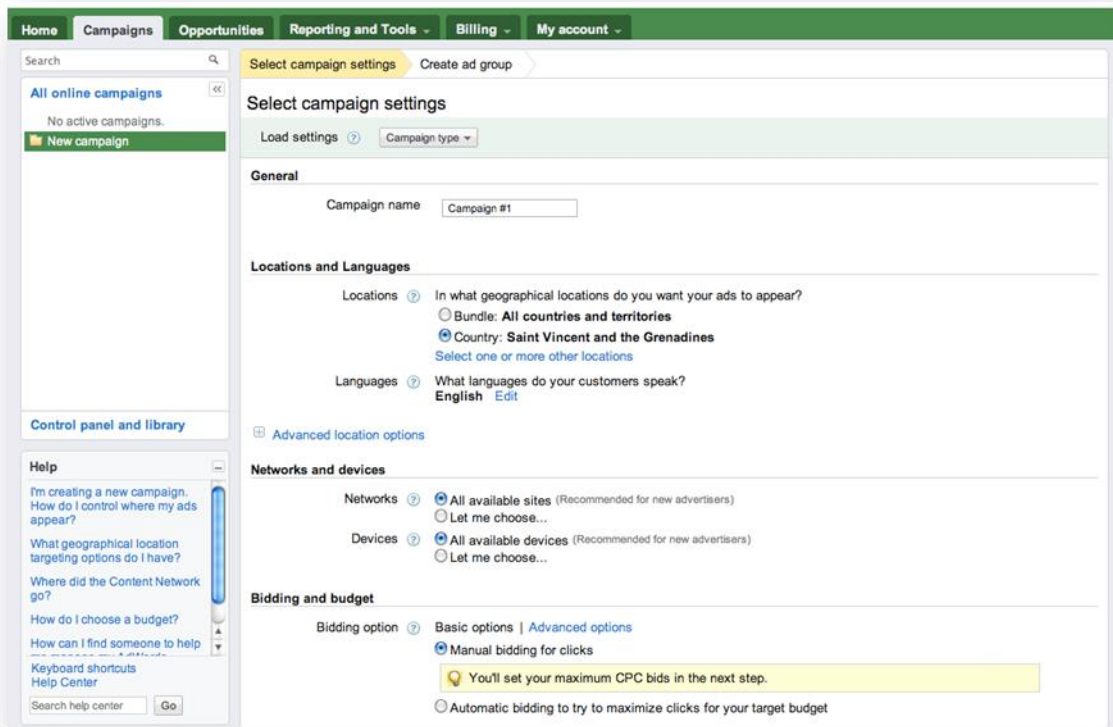 Home Campaigns Opportunities Reporting and Tools Billing My account
Search
All online campaigns
No active campaigns.
New campaign
Control panel and library
Help
I'm creating a new campaign.
How do I control where my ads
appear?
What geographical location
targeting options do I have?
Where did the Content Network
go?
How do I choose a budget?
How can I find someone to help
Keyboard shortcuts
Help Center
Search help center Go
Select campaign settings Create ad group
Select campaign settings
Load settings ? Campaign type
General
Campaign name Campaign #1
Locations and Languages
Locations ? In what geographical locations do you want your ads to appear?
Bundle: All countries and territories
Country: Saint Vincent and the Grenadines
Select one or more other locations
Languages ? What languages do your customers speak?
English Edit
Advanced location options
Networks and devices
Networks ? All available sites (Recommended for new advertisers)
Let me choose...
Devices ? All available devices (Recommended for new advertisers)
Let me choose...
Bidding and budget
Bidding option ? Basic options | Advanced options
Manual bidding for clicks
You'll set your maximum CPC bids in the next step.
Automatic bidding to try to maximize clicks for your target budget